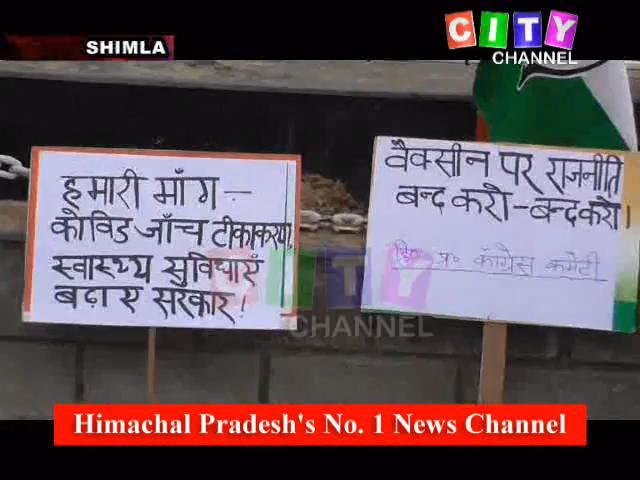 SHIMLA
CITY
CHANNEL
हमारी माँग -
कोविड जाँच टीकाकरण,
स्वास्थ्य सुविधाएँ
बढ़ाए सरकार!
वैक्सीन पर राजनीति
बन्द करो - बन्द करो।
हि० प्र० कांग्रेस कमेटी
CITY
CHANNEL
Himachal Pradesh's No. 1 News Channel